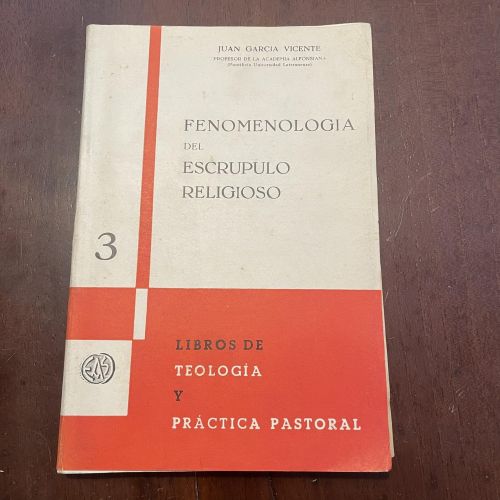 JUAN GARCIA VICENTE
PROFESOR DE LA ACADEMIA ALFONSIANA
(Pontificia Universidad Lateranense)
FENOMENOLOGIA
DEL
ESCRUPULO
RELIGIOSO
3
LIBROS DE
TEOLOGÍA
Y
PRÁCTICA PASTORAL